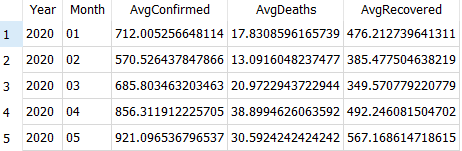 Year Month AvgConfirmed AvgDeaths AvgRecovered
1 2020 01 712.005256648114 17.8308596165739 476.212739641311
2 2020 02 570.526437847866 13.0916048237477 385.477504638219
3 2020 03 685.803463203463 20.9722943722944 349.570779220779
4 2020 04 856.311912225705 38.8994626063592 492.246081504702
5 2020 05 921.096536796537 30.5924242424242 567.168614718615